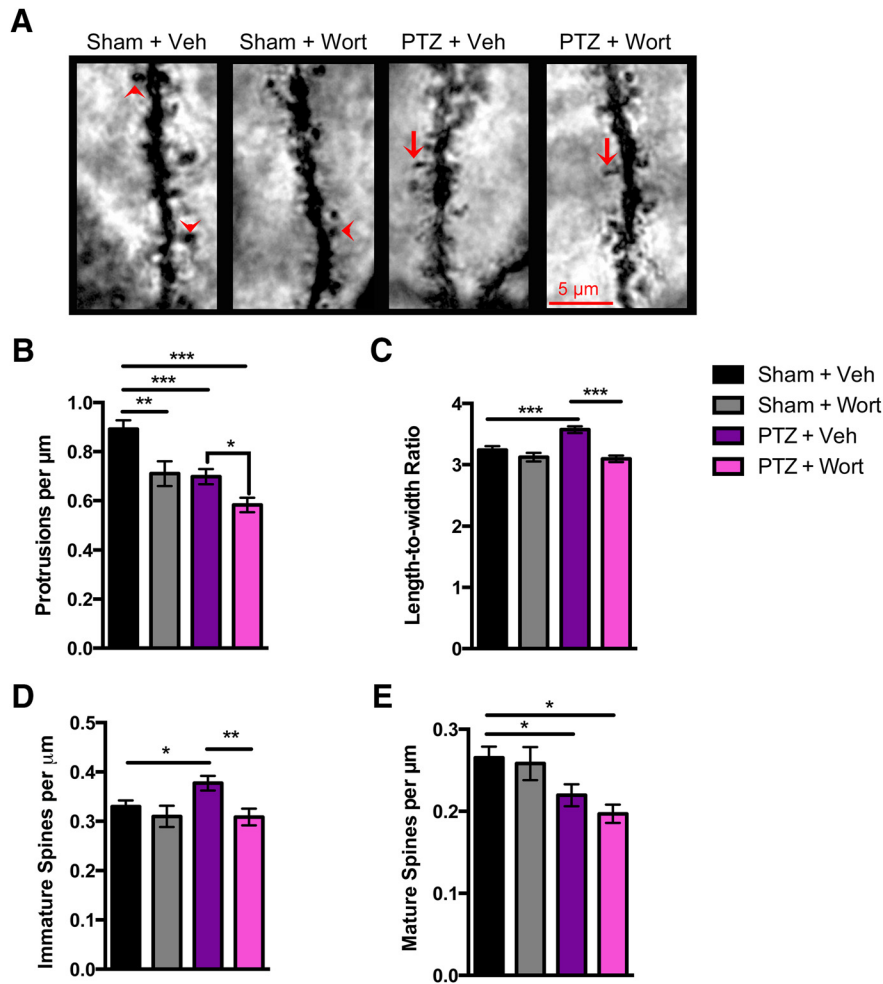 A
Sham + Veh
Sham + Wort
PTZ + Veh
PTZ + Wort
5 µm
B
***
***
**
*
1.0
0.8
0.6
0.4
0.2
0.0
Protrusions per µm
C
***
***
4
3
2
1
0
Length-to-width Ratio
Sham + Veh
Sham + Wort
PTZ + Veh
PTZ + Wort
D
*
**
0.5
0.4
0.3
0.2
0.1
0.0
Immature Spines per µm
E
*
*
0.3
0.2
0.1
0.0
Mature Spines per µm